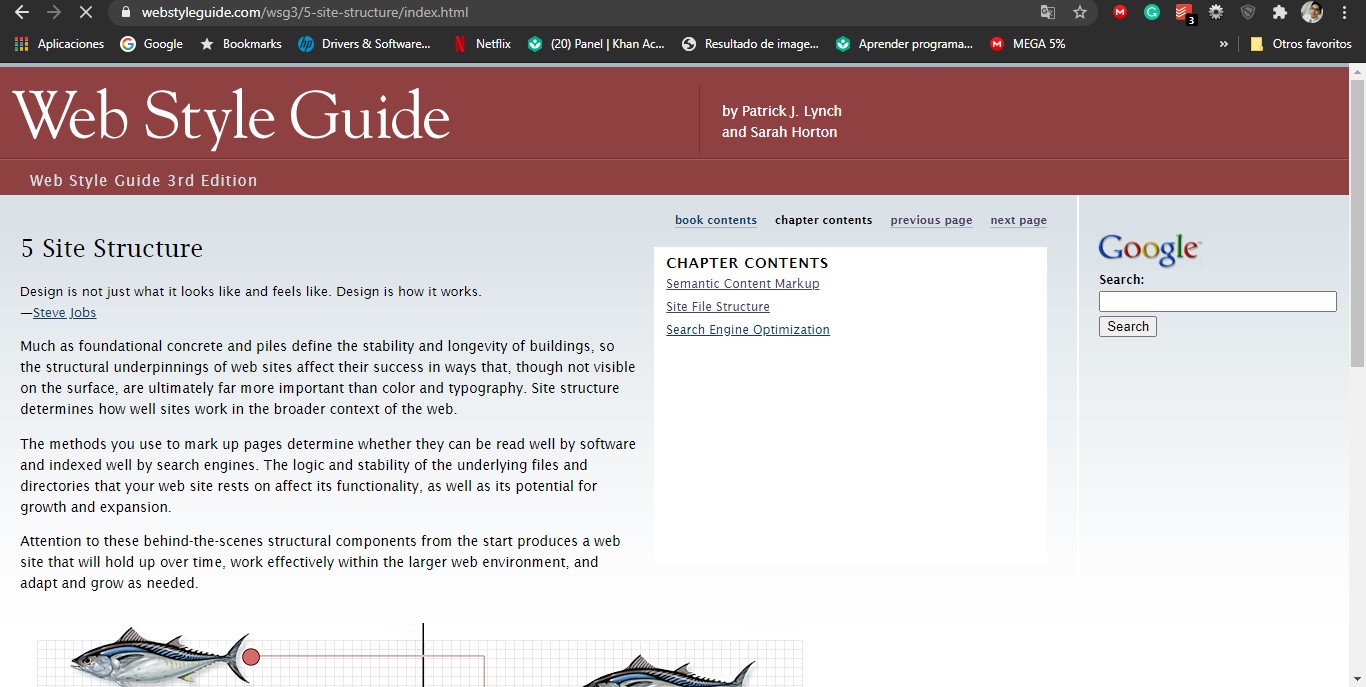 webstyleguide.com/wsg3/5-site-structure/index.html
3
Aplicaciones
Google
Bookmarks
Drivers & Software...
Netflix
(20) Panel | Khan Ac...
Resultado de image...
Aprender programa...
MEGA 5%
»
Otros favoritos
Web Style Guide
by Patrick J. Lynch
and Sarah Horton
Web Style Guide 3rd Edition
book contents chapter contents previous page next page
5 Site Structure
Design is not just what it looks like and feels like. Design is how it works.
—Steve Jobs
Much as foundational concrete and piles define the stability and longevity of buildings, so
the structural underpinnings of web sites affect their success in ways that, though not visible
on the surface, are ultimately far more important than color and typography. Site structure
determines how well sites work in the broader context of the web.
The methods you use to mark up pages determine whether they can be read well by software
and indexed well by search engines. The logic and stability of the underlying files and
directories that your web site rests on affect its functionality, as well as its potential for
growth and expansion.
Attention to these behind-the-scenes structural components from the start produces a web
site that will hold up over time, work effectively within the larger web environment, and
adapt and grow as needed.
CHAPTER CONTENTS
Semantic Content Markup
Site File Structure
Search Engine Optimization
Google™
Search:
Search